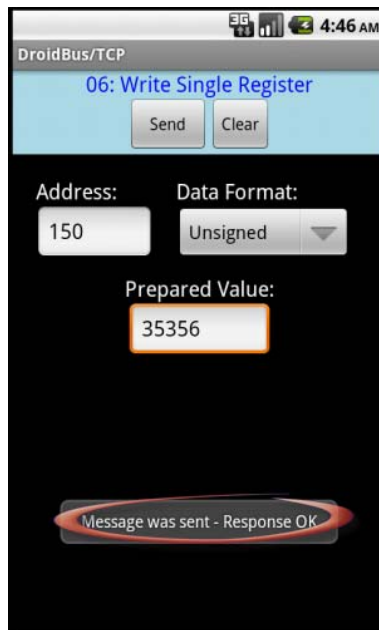 3G 4:46 AM
DroidBus/TCP
06: Write Single Register
Send Clear
Address: Data Format:
150 Unsigned
Prepared Value:
35356
Message was sent - Response OK